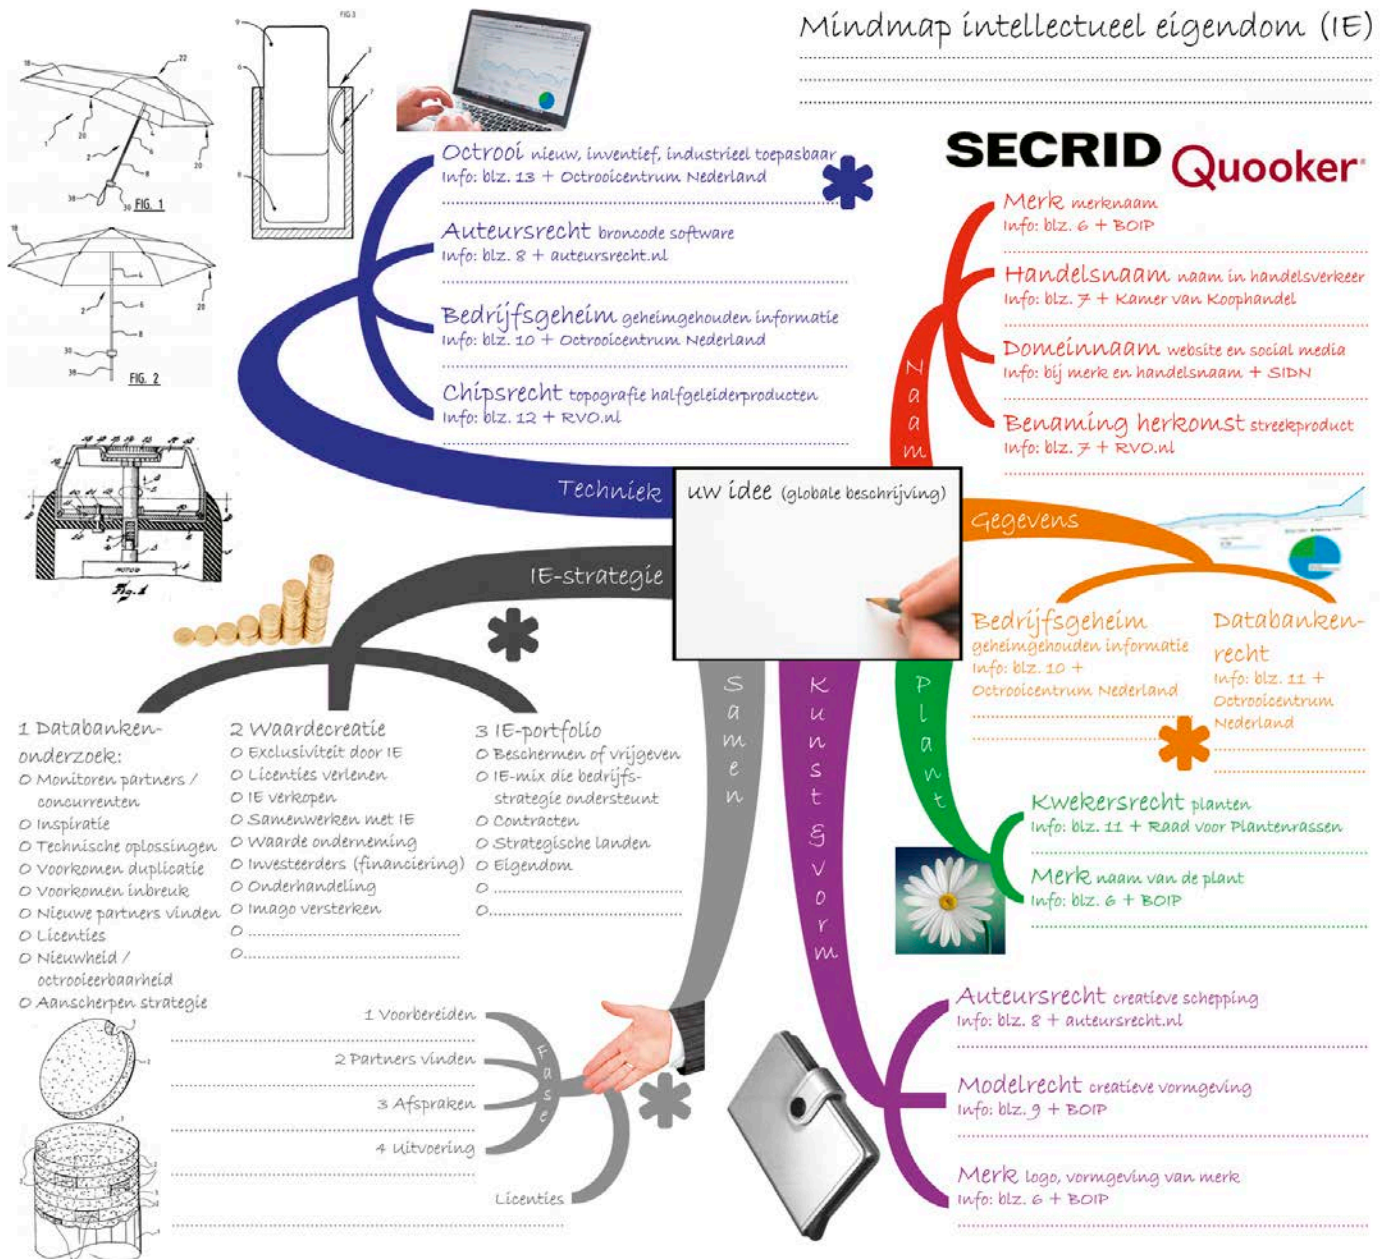 Mindmap intellectueel eigendom (IE)
SECRID
Quooker
FIG. 1
FIG. 2
FIG 3
MOTOR
Fig. 1
Octrooi nieuw, inventief, industrieel toepasbaar
Info: blz. 13 + Octrooicentrum Nederland
Auteursrecht broncode software
Info: blz. 8 + auteursrecht.nl
Bedrijfsgeheim geheimgehouden informatie
Info: blz. 10 + Octrooicentrum Nederland
Chipsrecht topografie halfgeleiderproducten
Info: blz. 12 + RVO.nl
Techniek
Naam
Merk merknaam
Info: blz. 6 + BOIP
Handelsnaam naam in handelsverkeer
Info: blz. 7 + Kamer van Koophandel
Domeinnaam website en social media
Info: bij merk en handelsnaam + SIDN
Benaming herkomst streekproduct
Info: blz. 7 + RVO.nl
uw idee (globale beschrijving)
Gegevens
Bedrijfsgeheim
geheimgehouden informatie
Info: blz. 10 +
Octrooicentrum Nederland
Databanken-
recht
Info: blz. 11 +
Octrooicentrum
Nederland
IE-strategie
1 Databanken-
onderzoek:
O Monitoren partners /
concurrenten
O Inspiratie
O Technische oplossingen
O Voorkomen duplicatie
O Voorkomen inbreuk
O Nieuwe partners vinden
O Licenties
O Nieuwheid /
octrooieerbaarheid
O Aanscherpen strategie
2 Waardecreatie
O Exclusiviteit door IE
O Licenties verlenen
O IE verkopen
O Samenwerken met IE
O Waarde onderneming
O Investeerders (financiering)
O Onderhandeling
O Imago versterken
O
O
3 IE-portfolio
O Beschermen of vrijgeven
O IE-mix die bedrijfs-
strategie ondersteunt
O Contracten
O Strategische landen
O Eigendom
O
O
Samen
Kunst & vorm
Plant
Kwekersrecht planten
Info: blz. 11 + Raad voor Plantenrassen
Merk naam van de plant
Info: blz. 6 + BOIP
Fase
1 Voorbereiden
2 Partners vinden
3 Afspraken
4 Uitvoering
Licenties
Auteursrecht creatieve schepping
Info: blz. 8 + auteursrecht.nl
Modelrecht creatieve vormgeving
Info: blz. 9 + BOIP
Merk logo, vormgeving van merk
Info: blz. 6 + BOIP